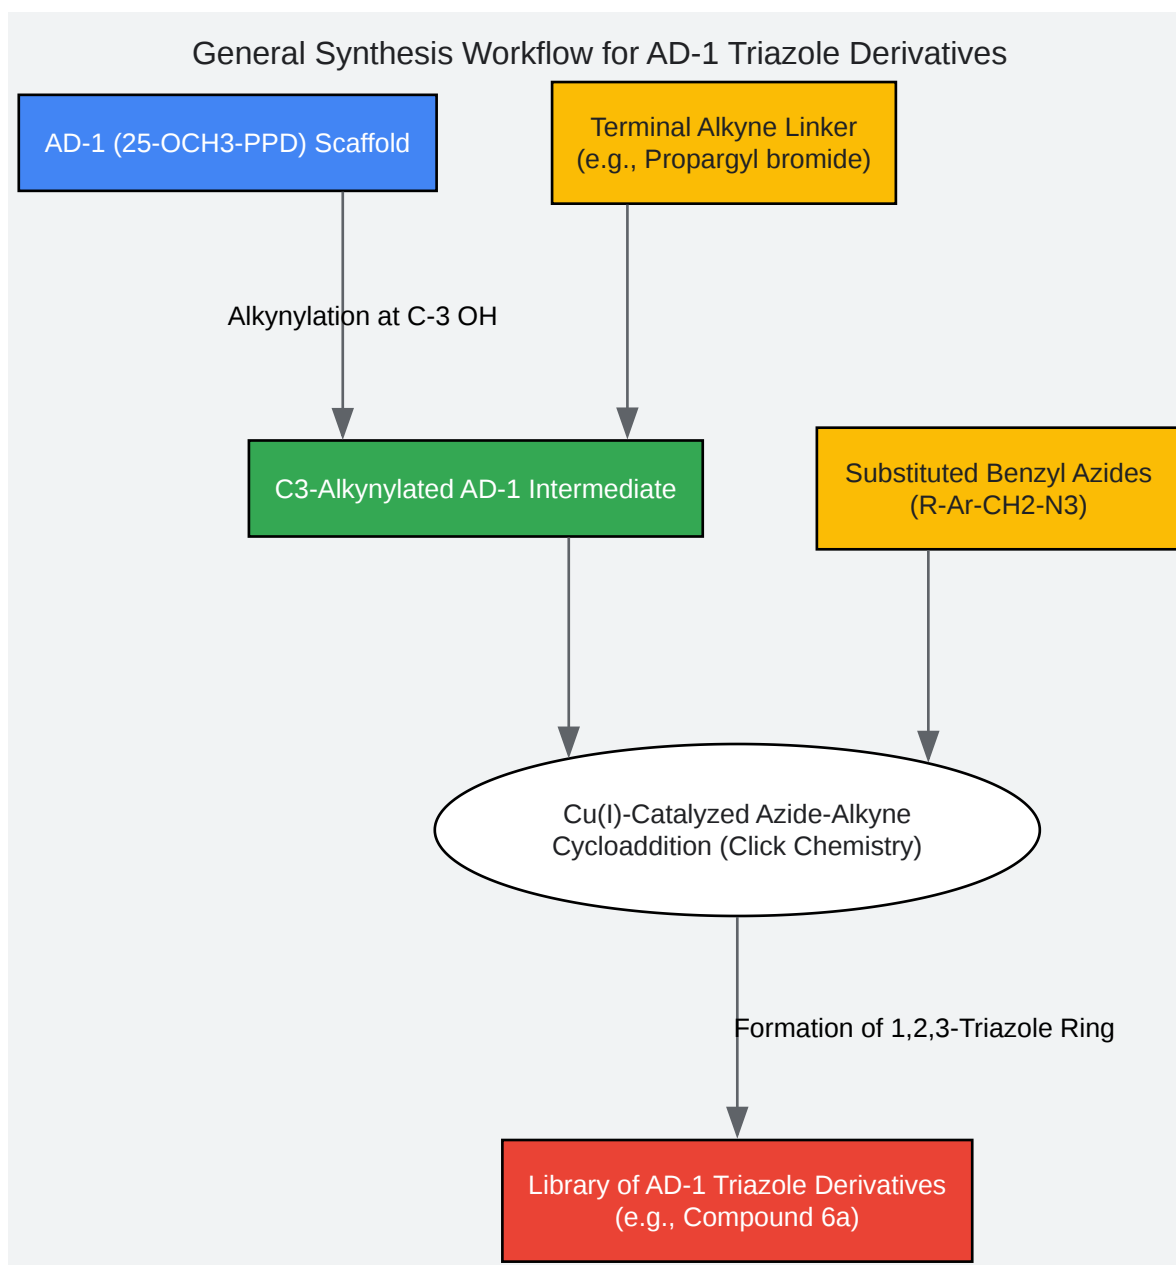 General Synthesis Workflow for AD-1 Triazole Derivatives
AD-1 (25-OCH3-PPD) Scaffold
Terminal Alkyne Linker
(e.g., Propargyl bromide)
Alkynylation at C-3 OH
C3-Alkynylated AD-1 Intermediate
Substituted Benzyl Azides
(R-Ar-CH2-N3)
Cu(I)-Catalyzed Azide-Alkyne
Cycloaddition (Click Chemistry)
Formation of 1,2,3-Triazole Ring
Library of AD-1 Triazole Derivatives
(e.g., Compound 6a)